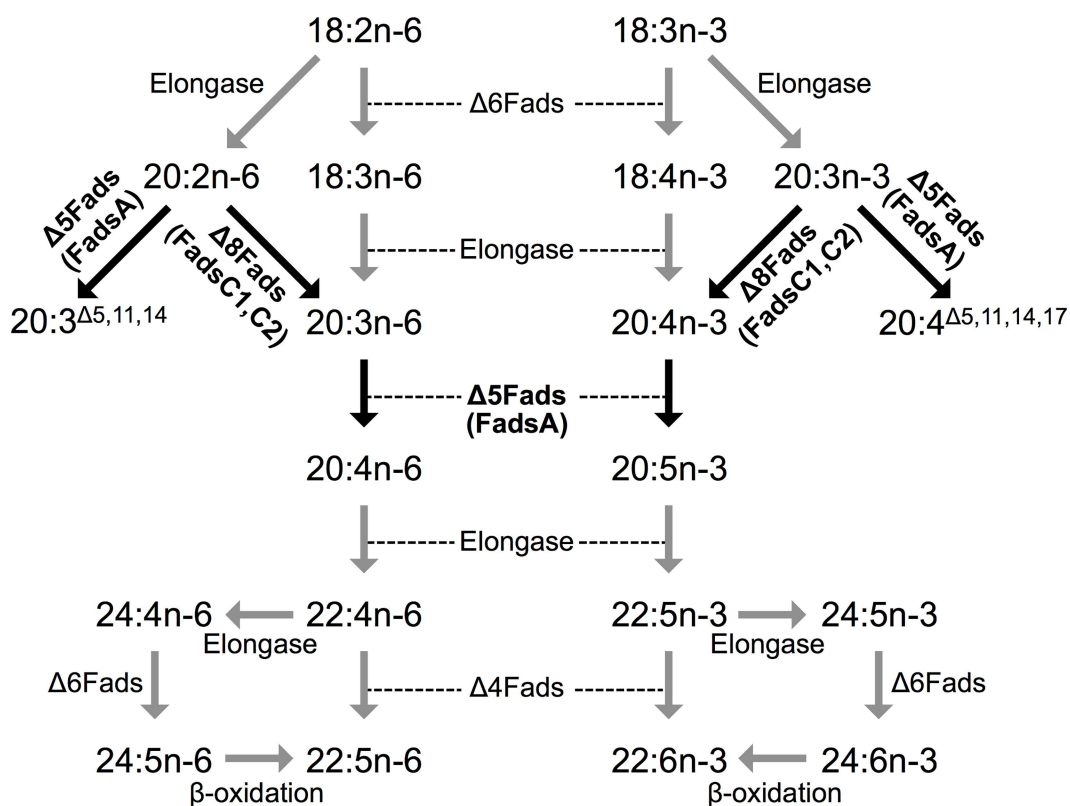 18:2n-6 18:3n-3
Elongase Δ6Fads Elongase
20:2n-6 18:3n-6 18:4n-3 20:3n-3
Δ5Fads
(FadsA)
Δ8Fads
(FadsC1,C2)
Elongase
Δ8Fads
(FadsC1,C2)
Δ5Fads
(FadsA)
20:3Δ5,11,14 20:3n-6 20:4n-3 20:4Δ5,11,14,17
Δ5Fads
(FadsA)
20:4n-6 20:5n-3
Elongase
24:4n-6 22:4n-6 22:5n-3 24:5n-3
Elongase Elongase
Δ6Fads Δ4Fads Δ6Fads
24:5n-6 22:5n-6 22:6n-3 24:6n-3
β-oxidation β-oxidation